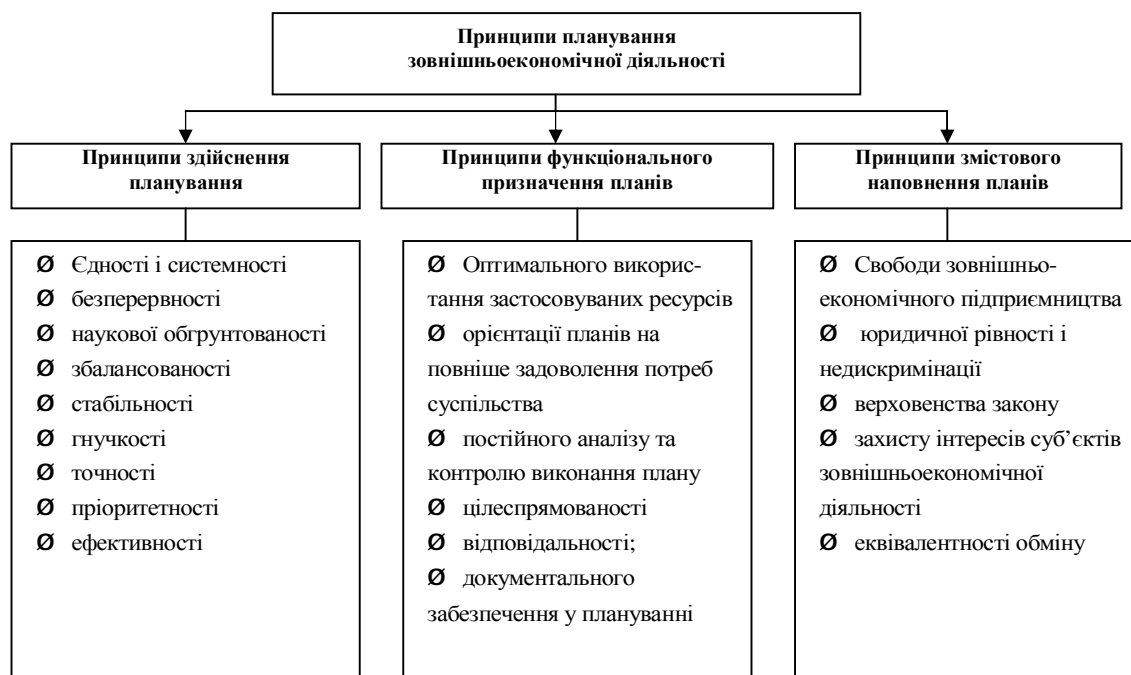 Принципи планування
зовнішньоекономічної діяльності
Принципи здійснення
планування
Принципи функціонального
призначення планів
Принципи змістового
наповнення планів
Ø Єдності і системності
Ø безперервності
Ø наукової обгрунтованості
Ø збалансованості
Ø стабільності
Ø гнучкості
Ø точності
Ø пріоритетності
Ø ефективності
Ø Оптимального викорис-
тання застосовуваних ресурсів
Ø орієнтації планів на
повніше задоволення потреб
суспільства
Ø постійного аналізу та
контролю виконання плану
Ø цілеспрямованості
Ø відповідальності;
Ø документального
забезпечення у плануванні
Ø Свободи зовнішньо-
економічного підприємництва
Ø юридичної рівності і
недискримінації
Ø верховенства закону
Ø захисту інтересів суб’єктів
зовнішньоекономічної
діяльності
Ø еквівалентності обміну